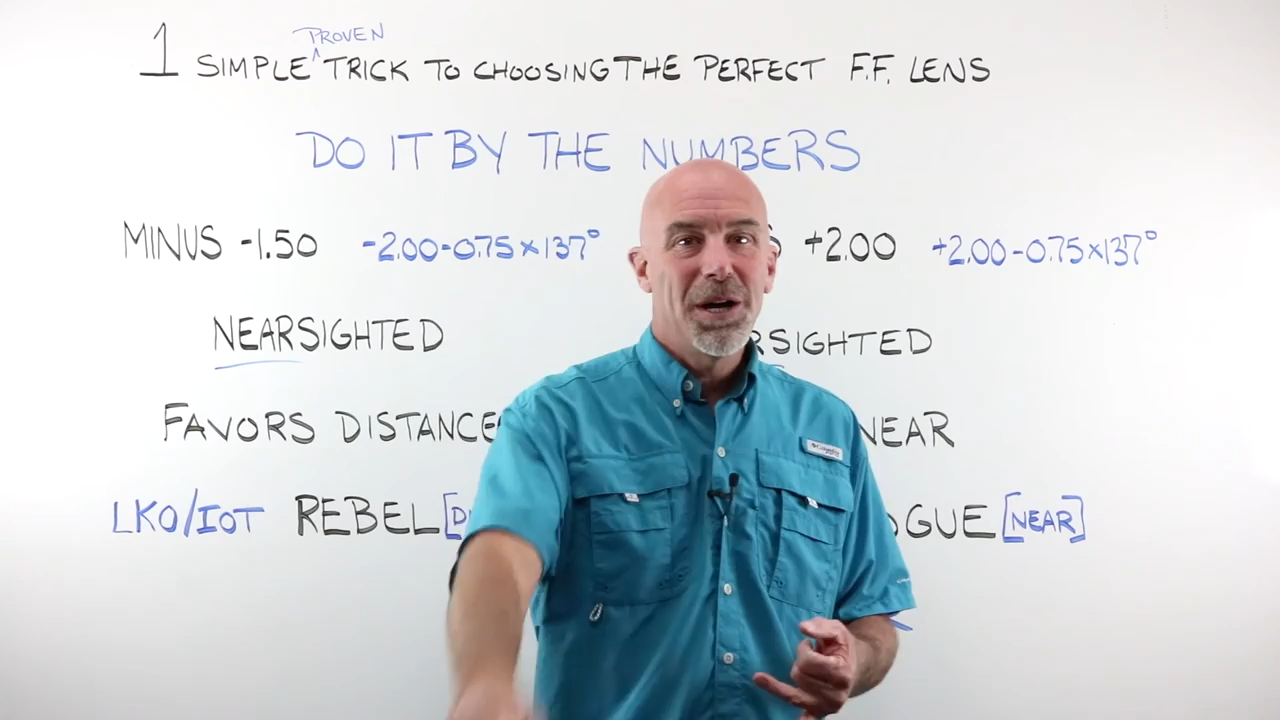 PROVEN
1 SIMPLE ^ TRICK TO CHOOSING THE PERFECT F.F. LENS
DO IT BY THE NUMBERS
MINUS -1.50 -2.00-0.75×137° +2.00 +2.00-0.75×137°
NEARSIGHTED RSIGHTED
FAVORS DISTANCE NEAR
LKO/IOT REBEL [D OGUE [NEAR]
Columbia